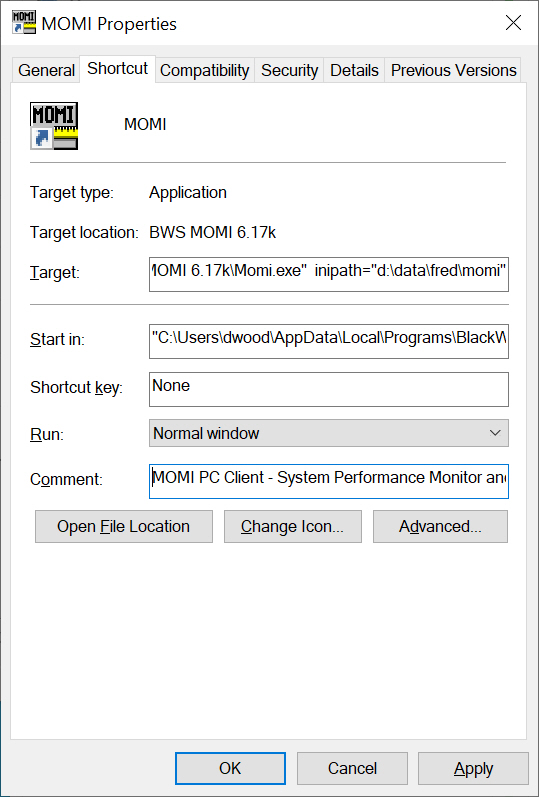 MOMI Properties
General Shortcut Compatibility Security Details Previous Versions
MOMI
MOMI
Target type: Application
Target location: BWS MOMI 6.17k
Target: MOMI 6.17k\Momi.exe" inipath="d:\data\fred\momi"
Start in: "C:\Users\dwood\AppData\Local\Programs\BlackW
Shortcut key: None
Run: Normal window
Comment: MOMI PC Client - System Performance Monitor and
Open File Location Change Icon... Advanced...
OK Cancel Apply